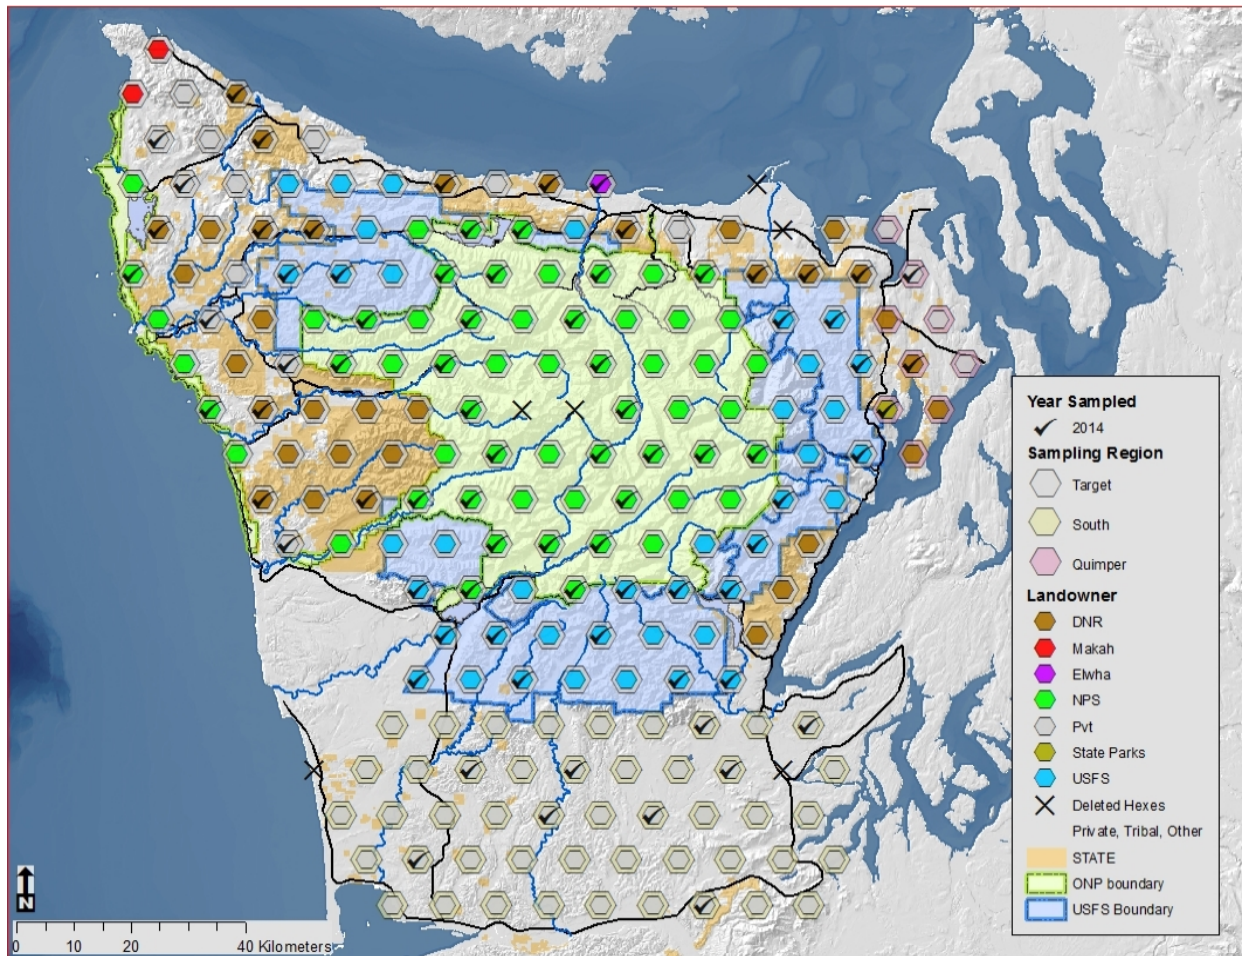 Year Sampled
2014
Sampling Region
Target
South
Quimper
Landowner
DNR
Makah
Elwha
NPS
Pvt
State Parks
USFS
Deleted Hexes
Private, Tribal, Other
STATE
ONP boundary
USFS Boundary
N
0 10 20 40 Kilometers